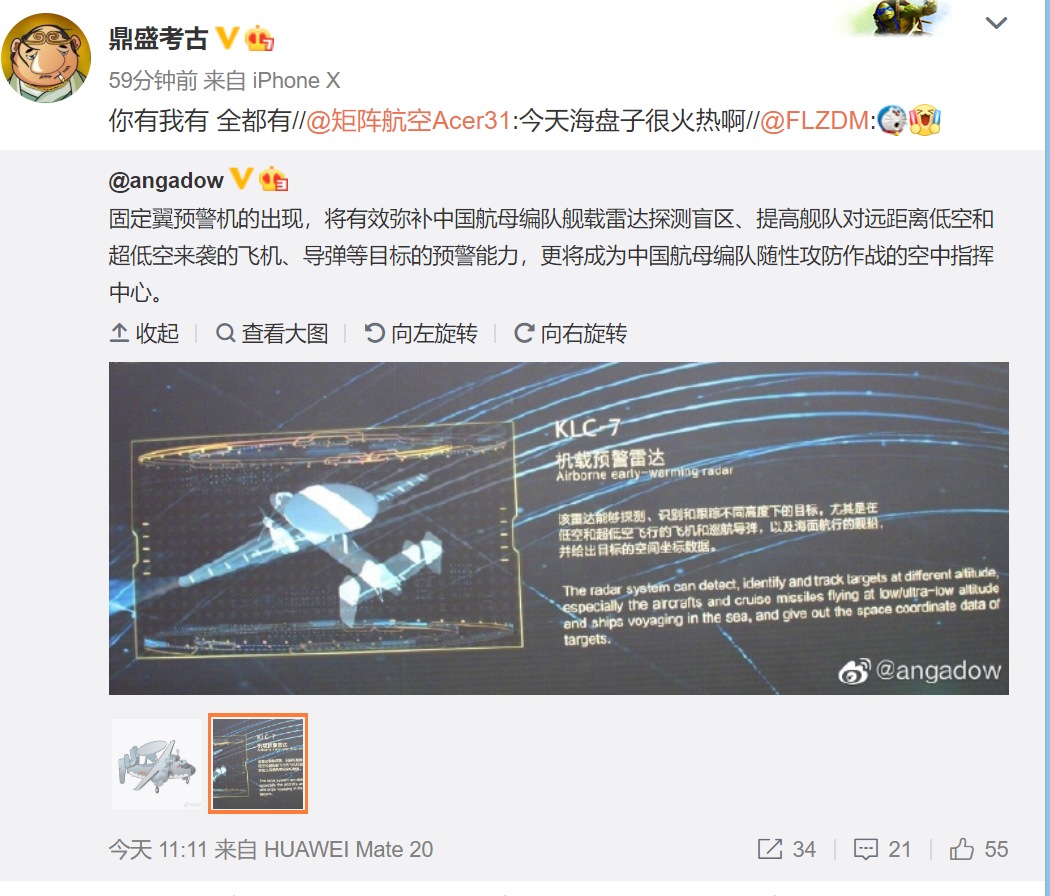 鼎盛考古
59分钟前 来自 iPhone X
你有我有 全都有//@矩阵航空Acer31:今天海盘子很火热啊//@FLZDM:
@angadow
固定翼预警机的出现，将有效弥补中国航母编队舰载雷达探测盲区、提高舰队对远距离低空和
超低空来袭的飞机、导弹等目标的预警能力，更将成为中国航母编队随性攻防作战的空中指挥
中心。
收起 查看大图 向左旋转 向右旋转
KLC-7
机载预警雷达
Airborne early-warming radar
该雷达能够探测、识别和跟踪不同高度下的目标，尤其是在
低空和超低空飞行的飞机和巡航导弹，以及海面航行的舰船，
并给出目标的空间坐标数据。
The radar system can detect, identify and track targets at different altitude,
especially the aircrafts and cruise missiles flying at low/ultra-low altitude
and ships voyaging in the sea, and give out the space coordinate data of
targets.
@angadow
今天 11:11 来自 HUAWEI Mate 20
34 21 55